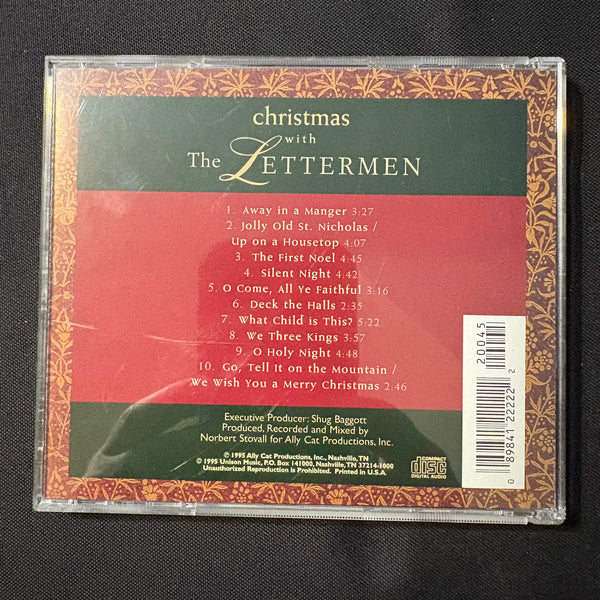 christmas
with
The LETTERMEN
1. Away in a Manger 3:27
2. Jolly Old St. Nicholas /
Up on a Housetop 4:07
3. The First Noel 4:45
4. Silent Night 4:42
5. O Come, All Ye Faithful 3:16
6. Deck the Halls 2:35
7. What Child is This? 5:22
8. We Three Kings 3:57
9. O Holy Night 4:48
10. Go, Tell It on the Mountain /
We Wish You a Merry Christmas 2:46
Executive Producer: Shug Baggott
Produced, Recorded and Mixed by
Norbert Stovall for Ally Cat Productions, Inc.
℗ 1995 Ally Cat Productions, Inc., Nashville, TN
© 1995 Unison Music, P.O. Box 141000, Nashville, TN 37214-1000
Unauthorized Reproduction is Prohibited. Printed in U.S.A.
COMPACT
disc
DIGITAL AUDIO
20045
0 89841 22222 2